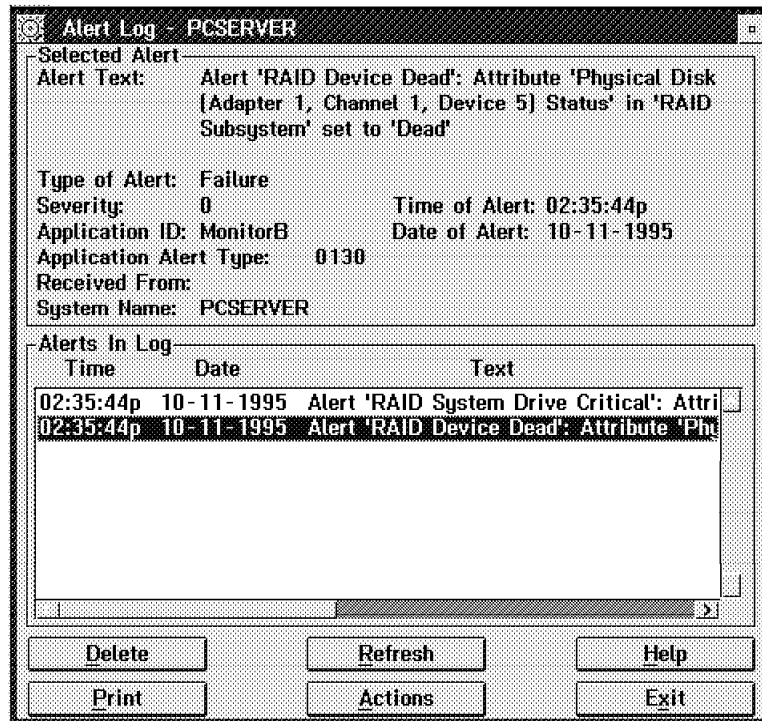 Alert Log - PCSERVER
Selected Alert
Alert Text: Alert 'RAID Device Dead': Attribute 'Physical Disk
(Adapter 1, Channel 1, Device 5) Status' in 'RAID
Subsystem' set to 'Dead'
Type of Alert: Failure
Severity: 0 Time of Alert: 02:35:44p
Application ID: MonitorB Date of Alert: 10-11-1995
Application Alert Type: 0130
Received From:
System Name: PCSERVER
Alerts In Log
Time Date Text
02:35:44p 10-11-1995 Alert 'RAID System Drive Critical': Attri
02:35:44p 10-11-1995 Alert 'RAID Device Dead': Attribute 'Phy
Delete Refresh Help
Print Actions Exit